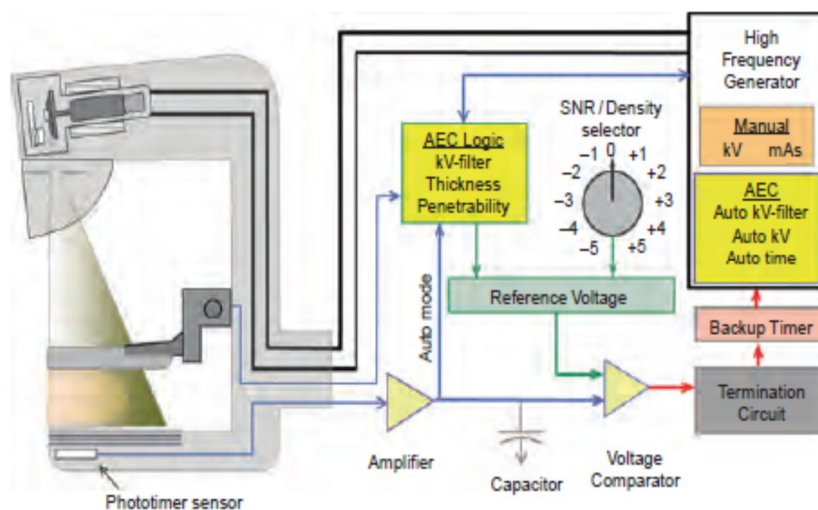 High
Frequency
Generator
Manual
kV mAs
AEC
Auto kV-filter
Auto kV
Auto time
Backup Timer
Termination
Circuit
SNR / Density
selector
0
–1 +1
–2 +2
–3 +3
–4 +4
–5 +5
AEC Logic
kV-filter
Thickness
Penetrability
Reference Voltage
Auto mode
Amplifier
Capacitor
Voltage
Comparator
Phototimer sensor